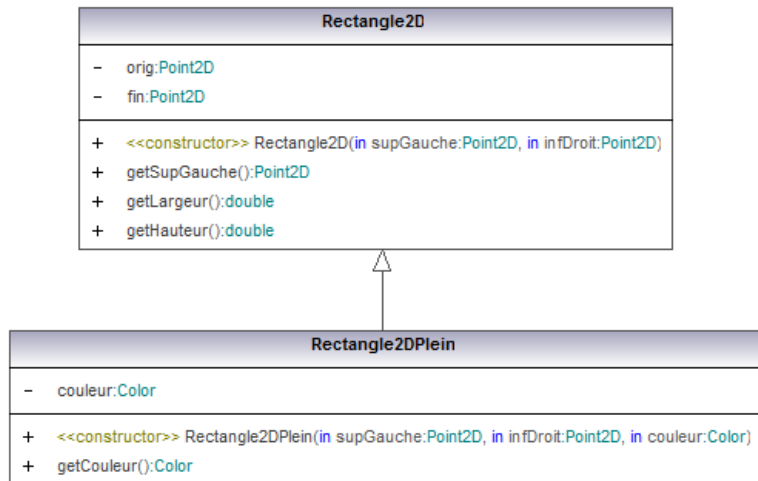 Rectangle2D
- orig:Point2D
- fin:Point2D
+ <<constructor>> Rectangle2D(in supGauche:Point2D, in infDroit:Point2D)
+ getSupGauche():Point2D
+ getLargeur():double
+ getHauteur():double
Rectangle2DPlein
- couleur:Color
+ <<constructor>> Rectangle2DPlein(in supGauche:Point2D, in infDroit:Point2D, in couleur:Color)
+ getCouleur():Color